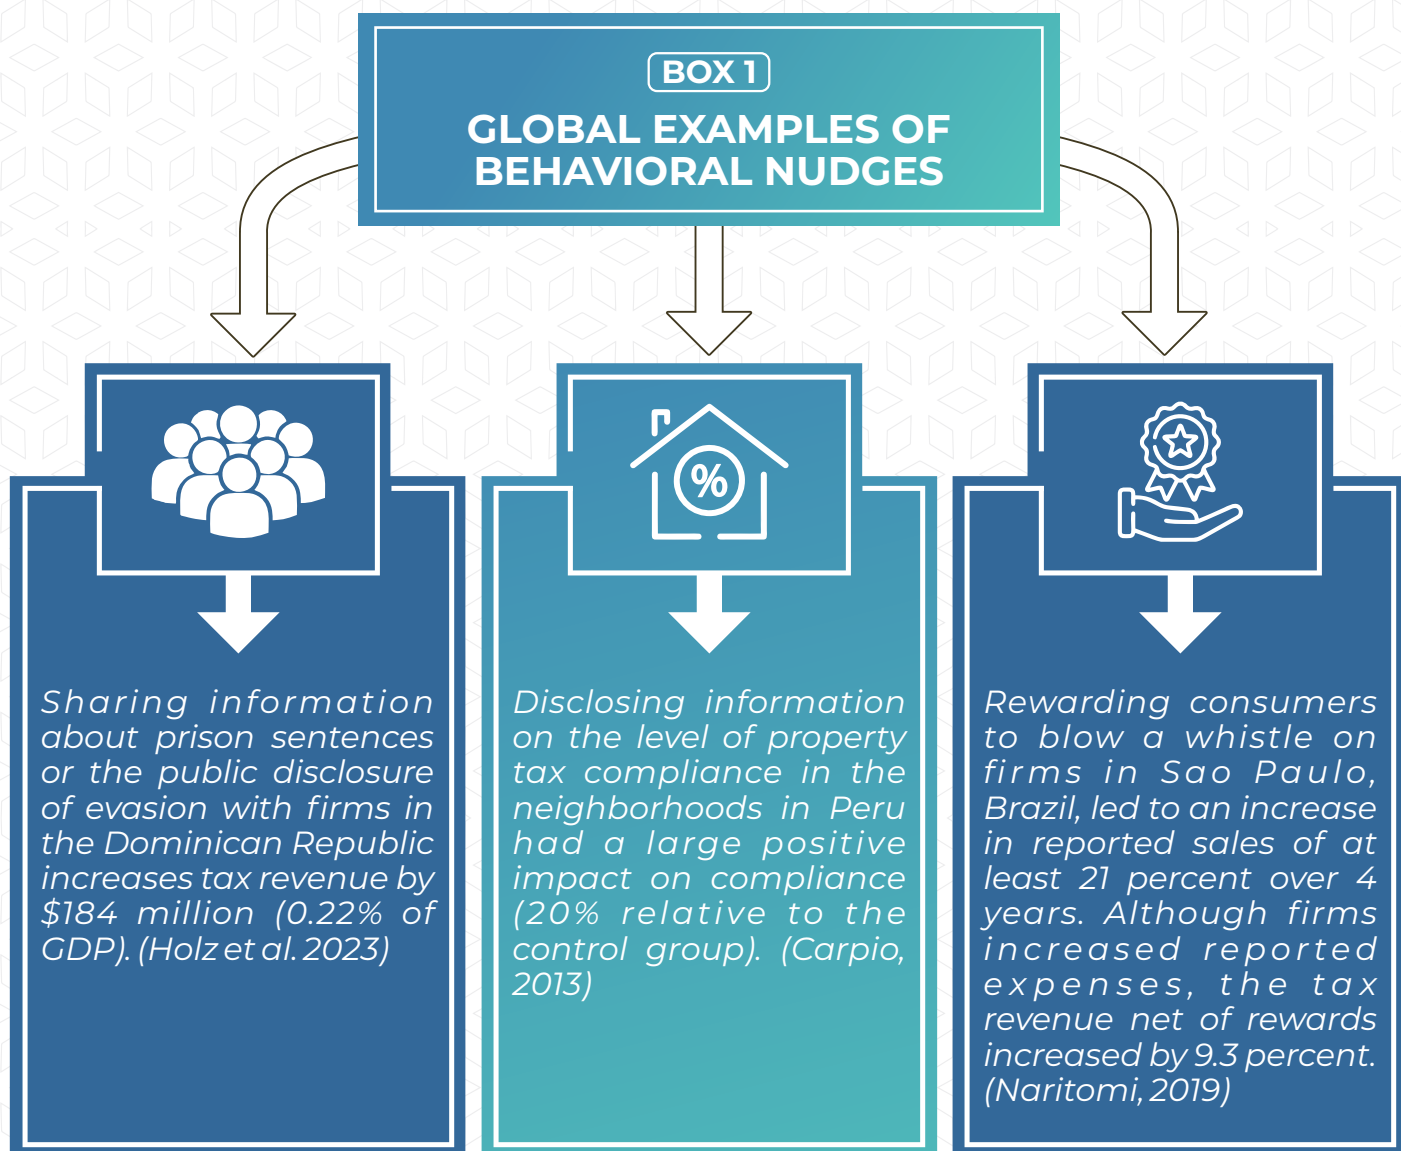 BOX 1
GLOBAL EXAMPLES OF
BEHAVIORAL NUDGES
%
Sharing information
about prison sentences
or the public disclosure
of evasion with firms in
the Dominican Republic
increases tax revenue by
$184 million (0.22% of
GDP). (Holz et al. 2023)
Disclosing information
on the level of property
tax compliance in the
neighborhoods in Peru
had a large positive
impact on compliance
(20% relative to the
control group). (Carpio,
2013)
Rewarding consumers
to blow a whistle on
firms in Sao Paulo,
Brazil, led to an increase
in reported sales of at
least 21 percent over 4
years. Although firms
increased reported
expenses, the tax
revenue net of rewards
increased by 9.3 percent.
(Naritomi, 2019)